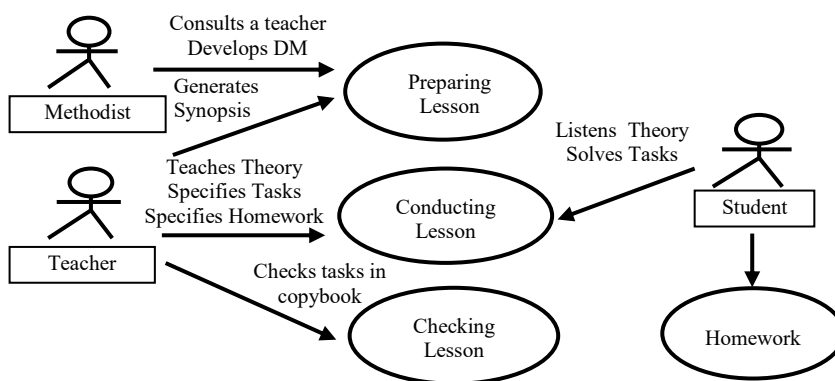 Consults a teacher
Develops DM
Methodist
Generates
Synopsis
Preparing
Lesson
Listens Theory
Solves Tasks
Student
Teaches Theory
Specifies Tasks
Specifies Homework
Teacher
Conducting
Lesson
Checks tasks in
copybook
Checking
Lesson
Homework